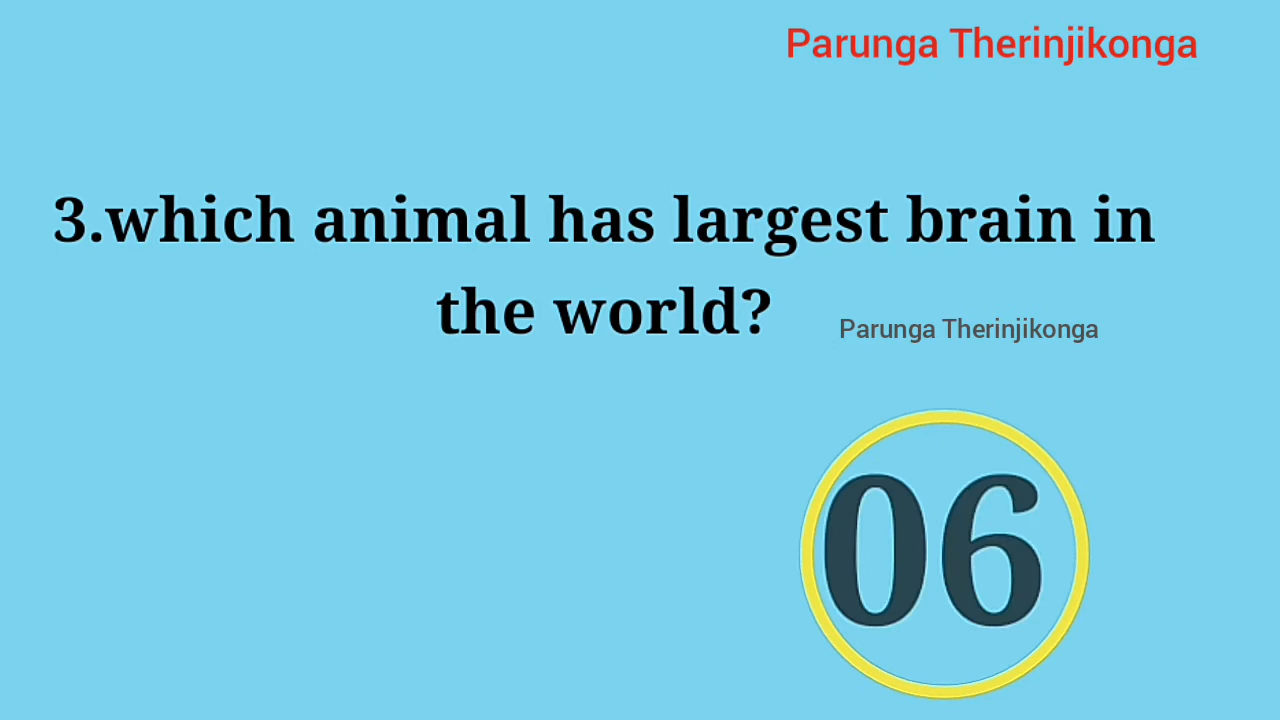 Parunga Therinjikonga
3.which animal has largest brain in
the world?
Parunga Therinjikonga
06